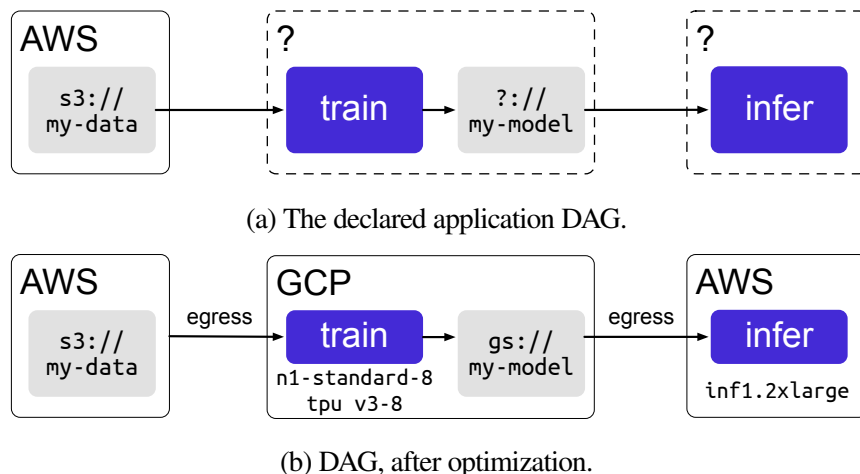 AWS
s3://
my-data
?
train
?://
my-model
?
infer
(a) The declared application DAG.
AWS
s3://
my-data
egress
GCP
train
n1-standard-8
tpu v3-8
gs://
my-model
egress
AWS
infer
inf1.2xlarge
(b) DAG, after optimization.